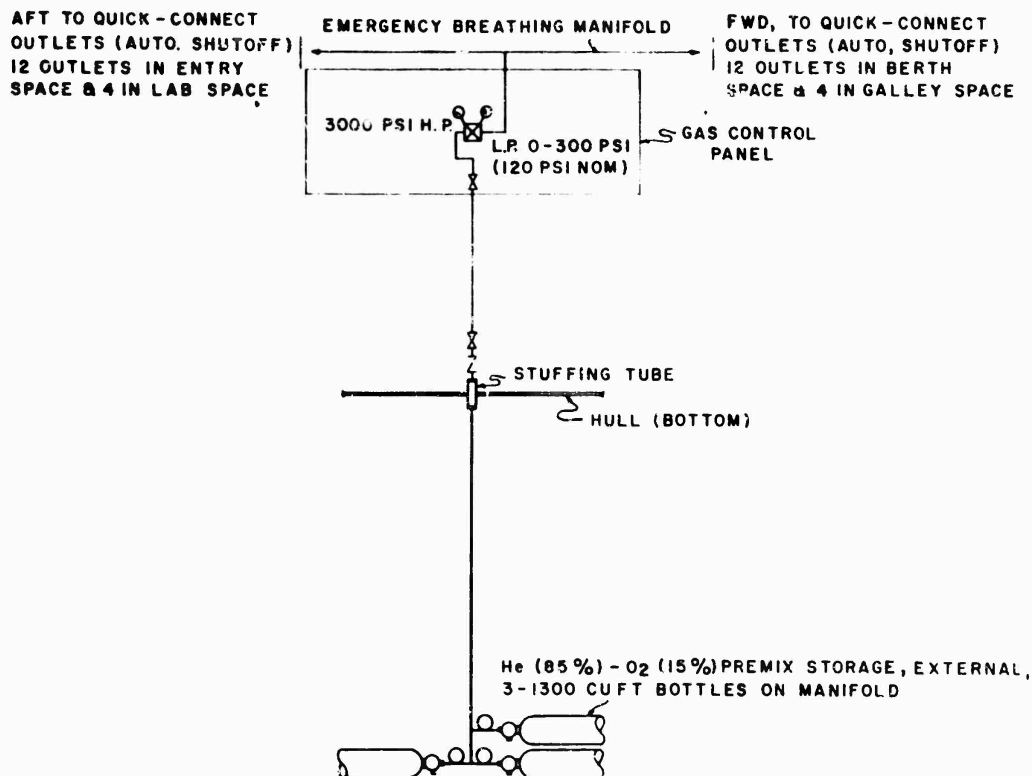 AFT TO QUICK-CONNECT
OUTLETS (AUTO. SHUTOFF)
12 OUTLETS IN ENTRY
SPACE & 4 IN LAB SPACE
EMERGENCY BREATHING MANIFOLD
FWD, TO QUICK-CONNECT
OUTLETS (AUTO, SHUTOFF)
12 OUTLETS IN BERTH
SPACE & 4 IN GALLEY SPACE
3000 PSI H.P.
L.P. 0-300 PSI
(120 PSI NOM)
GAS CONTROL
PANEL
STUFFING TUBE
HULL (BOTTOM)
He (85%)-O2 (15%) PREMIX STORAGE, EXTERNAL,
3-1300 CU FT BOTTLES ON MANIFOLD